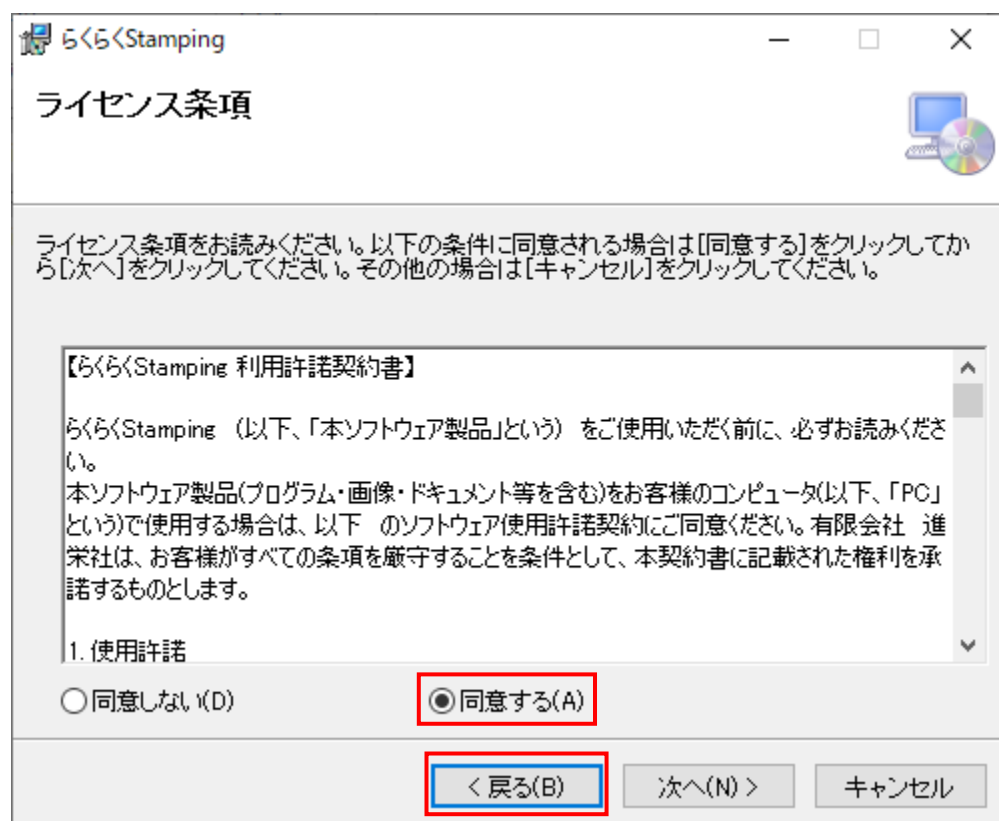 らくらくStamping
ライセンス条項
ライセンス条項をお読みください。以下の条件に同意される場合は[同意する]をクリックしてか
ら[次へ]をクリックしてください。その他の場合は[キャンセル]をクリックしてください。
【らくらくStamping 利用許諾契約書】
らくらくStamping （以下、「本ソフトウェア製品」という） をご使用いただく前に、必ずお読みくださ
い。
本ソフトウェア製品(プログラム・画像・ドキュメント等を含む)をお客様のコンピュータ(以下、「PC」
という)で使用する場合は、以下　のソフトウェア使用許諾契約にご同意ください。有限会社　進
栄社は、お客様がすべての条項を厳守することを条件として、本契約書に記載された権利を承
諾するものとします。
1. 使用許諾
同意しない(D)
同意する(A)
< 戻る(B)
次へ(N) >
キャンセル